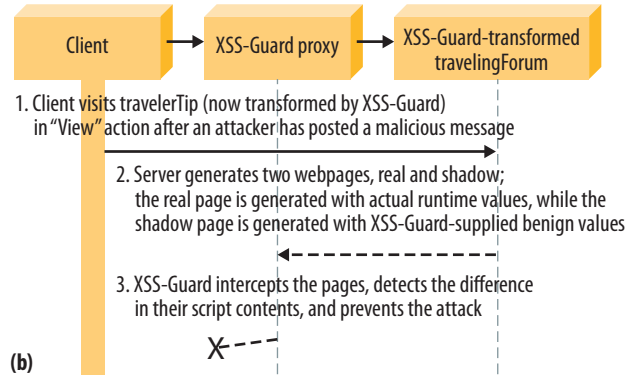 Client
XSS-Guard proxy
XSS-Guard-transformed
travelingForum
1. Client visits travelerTip (now transformed by XSS-Guard)
in “View” action after an attacker has posted a malicious message
2. Server generates two webpages, real and shadow;
the real page is generated with actual runtime values, while the
shadow page is generated with XSS-Guard-supplied benign values
3. XSS-Guard intercepts the pages, detects the difference
in their script contents, and prevents the attack
X
(b)